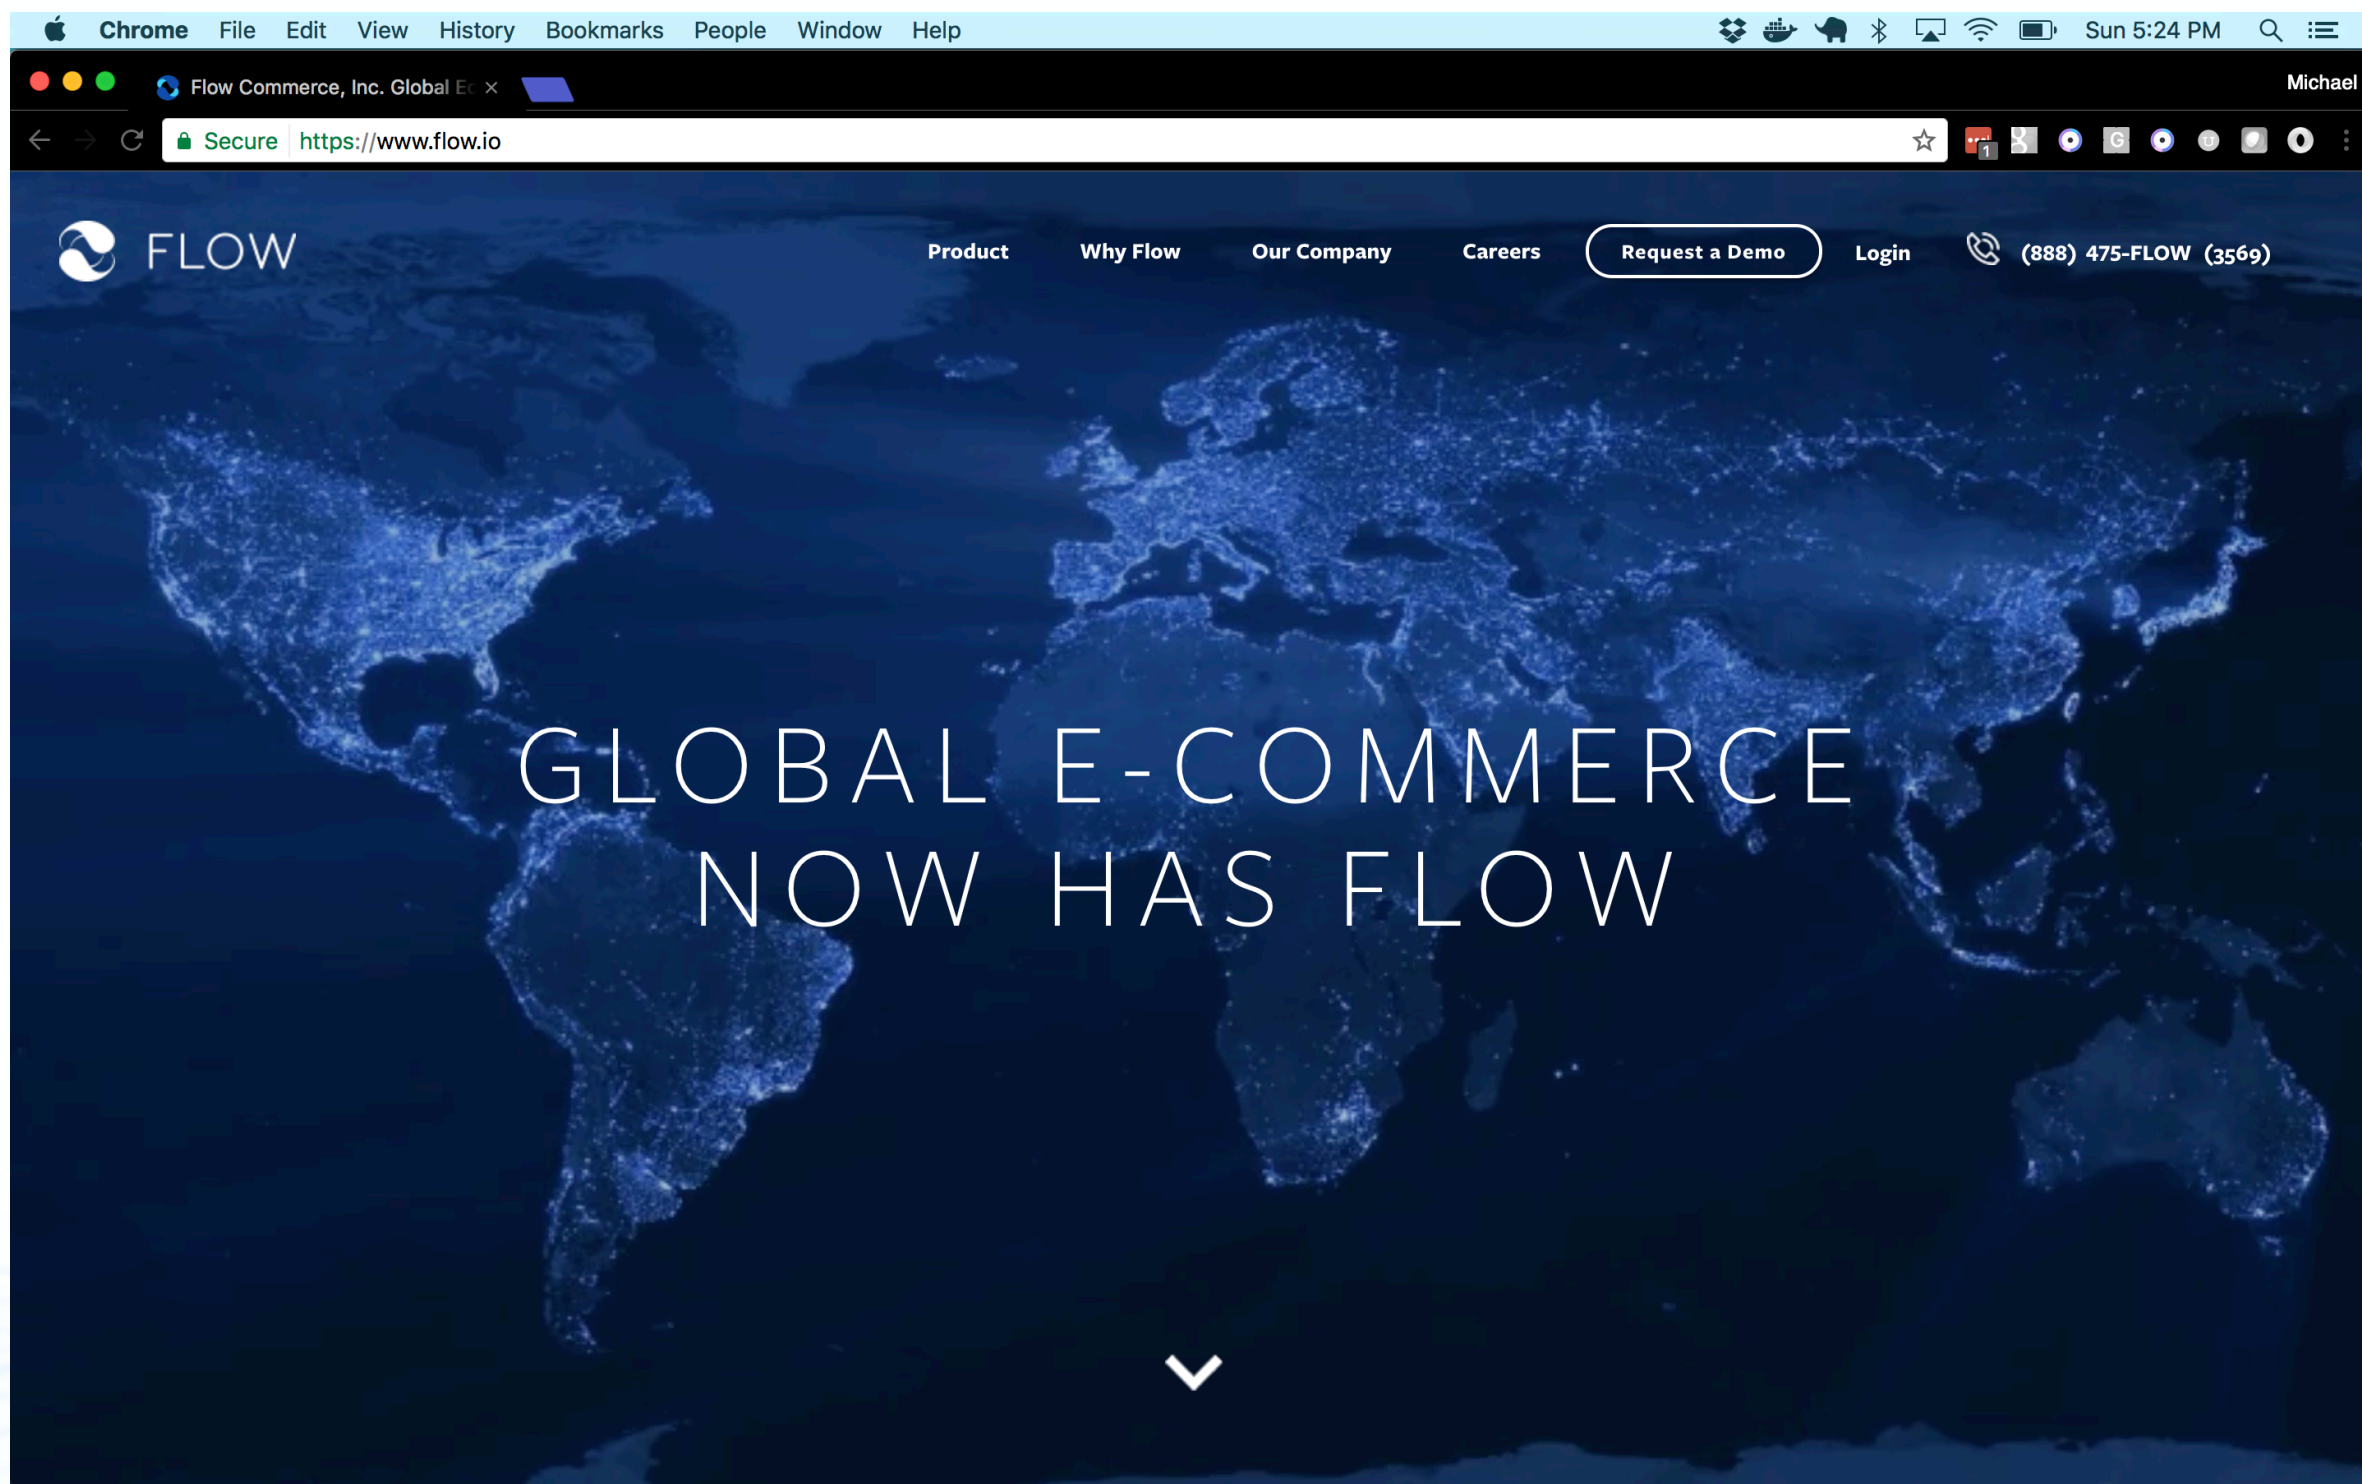 Chrome File Edit View History Bookmarks People Window Help Sun 5:24 PM
Flow Commerce, Inc. Global Ec Michael
Secure https://www.flow.io 1
FLOW Product Why Flow Our Company Careers Request a Demo Login (888) 475-FLOW (3569)
GLOBAL E-COMMERCE
NOW HAS FLOW